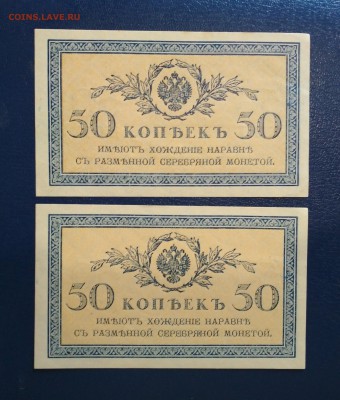 COINS.LAVE.RU
50 КОПѢЕКЪ 50
ИМѢЮТЪ ХОЖДЕНІЕ НАРАВНѢ
СЪ РАЗМѢННОЙ СЕРЕБРЯНОЙ МОНЕТОЙ.
50 КОПѢЕКЪ 50
ИМѢЮТЪ ХОЖДЕНІЕ НАРАВНѢ
СЪ РАЗМѢННОЙ СЕРЕБРЯНОЙ МОНЕТОЙ.